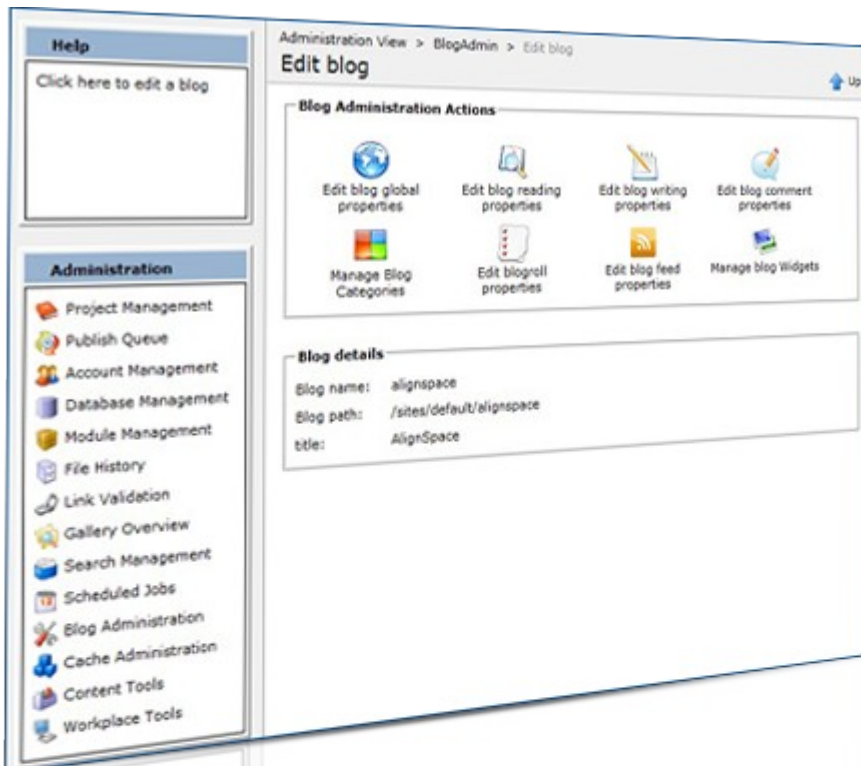 Help
Click here to edit a blog
Administration
Project Management
Publish Queue
Account Management
Database Management
Module Management
File History
Link Validation
Gallery Overview
Search Management
Scheduled Jobs
Blog Administration
Cache Administration
Content Tools
Workplace Tools
Administration View > BlogAdmin > Edit blog
Edit blog
Up
Blog Administration Actions
Edit blog global
properties
Edit blog reading
properties
Edit blog writing
properties
Edit blog comment
properties
Manage Blog
Categories
Edit blogroll
properties
Edit blog feed
properties
Manage blog Widgets
Blog details
Blog name: alignspace
Blog path: /sites/default/alignspace
title: AlignSpace